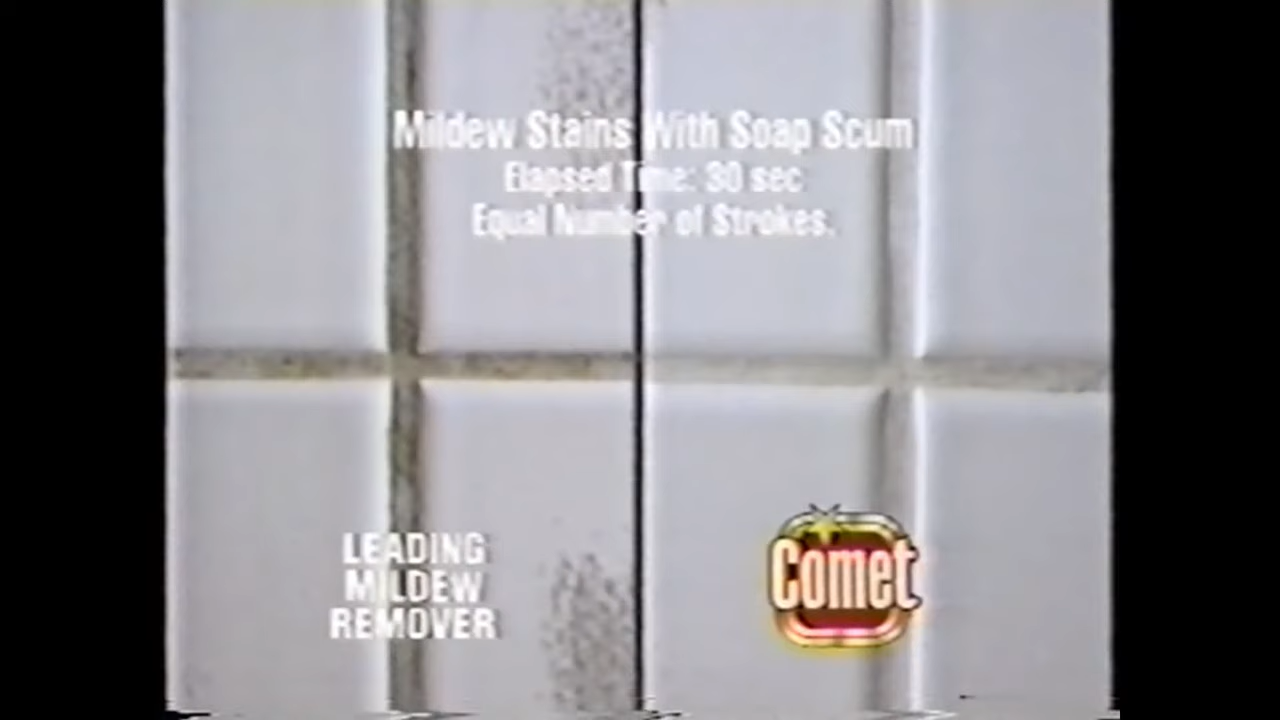 Mildew Stains With Soap Scum
Elapsed Time: 30 sec
Equal Number of Strokes.
LEADING
MILDEW
REMOVER
Comet